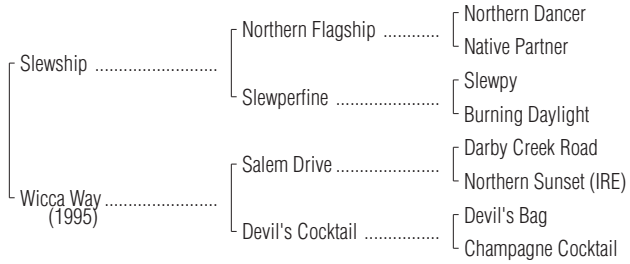 Northern Dancer
Northern Flagship ............
Native Partner
Slewship .........................
Slewpy
Slewperfine .....................
Burning Daylight
Darby Creek Road
Salem Drive .....................
Northern Sunset (IRE)
Wicca Way .......................
(1995)
Devil's Bag
Devil's Cocktail ...............
Champagne Cocktail